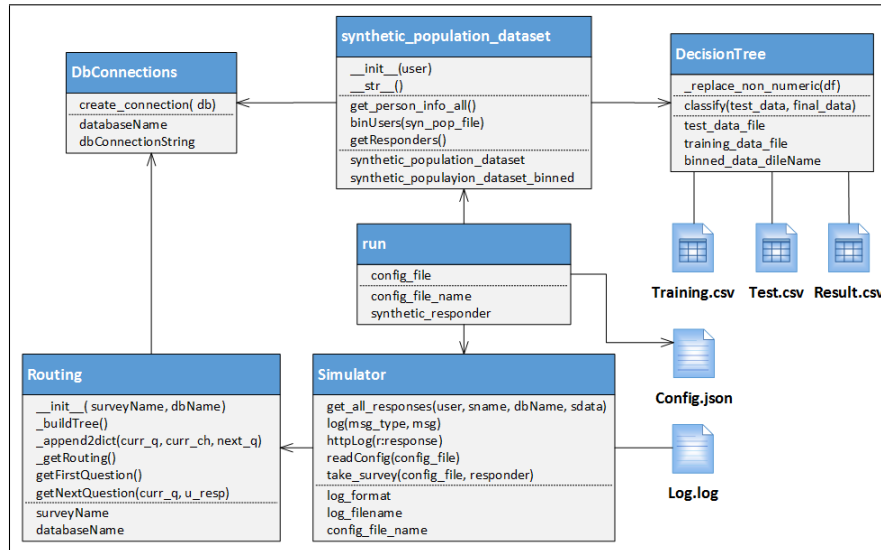 synthetic_population_dataset
__init__(user)
__str__()
get_person_info_all()
binUsers(syn_pop_file)
getResponders()
synthetic_population_dataset
synthetic_populayion_dataset_binned
DbConnections
create_connection( db)
databaseName
dbConnectionString
DecisionTree
_replace_non_numeric(df)
classify(test_data, final_data)
test_data_file
training_data_file
binned_data_dileName
run
config_file
config_file_name
synthetic_responder
Training.csv
Test.csv
Result.csv
Config.json
Routing
__init__( surveyName, dbName)
_buildTree()
_append2dict(curr_q, curr_ch, next_q)
_getRouting()
getFirstQuestion()
getNextQuestion(curr_q, u_resp)
surveyName
databaseName
Simulator
get_all_responses(user, sname, dbName, sdata)
log(msg_type, msg)
httpLog(r:response)
readConfig(config_file)
take_survey(config_file, responder)
log_format
log_filename
config_file_name
Log.log